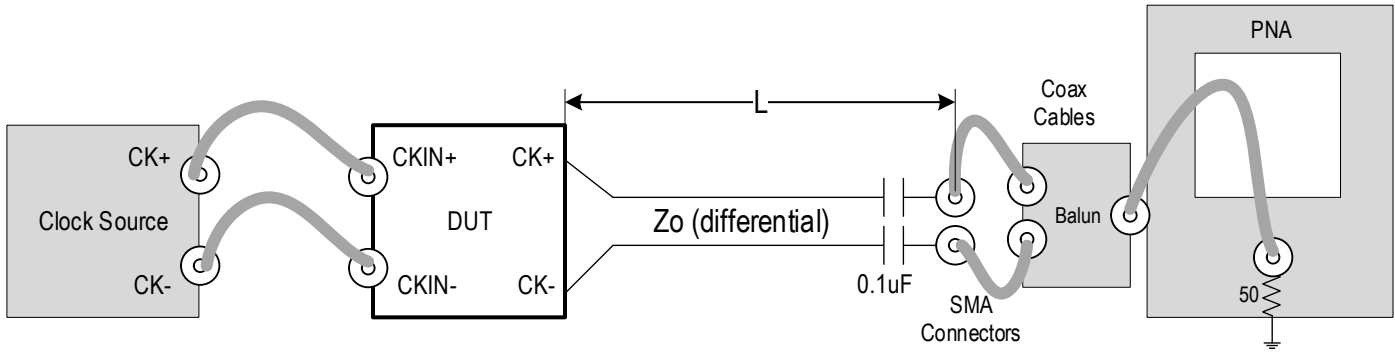 PNA
L
Coax
Cables
CK+
CKIN+
CK+
Clock Source
DUT
Zo (differential)
Balun
CK-
CKIN-
CK-
0.1uF
SMA
Connectors
50